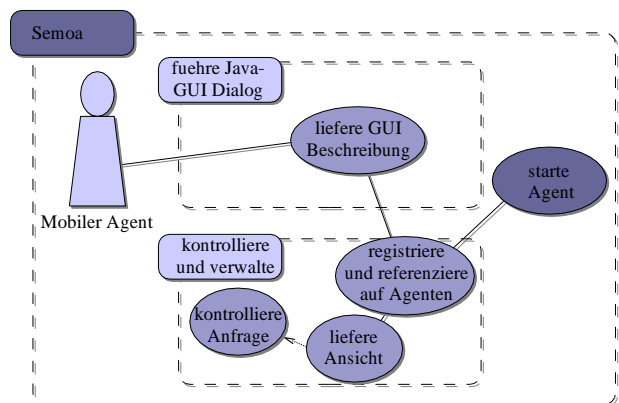 Semoa
fuehre Java-
GUI Dialog
liefere GUI
Beschreibung
starte
Agent
Mobiler Agent
kontrolliere
und verwalte
registriere
und referenziere
auf Agenten
kontrolliere
Anfrage
liefere
Ansicht